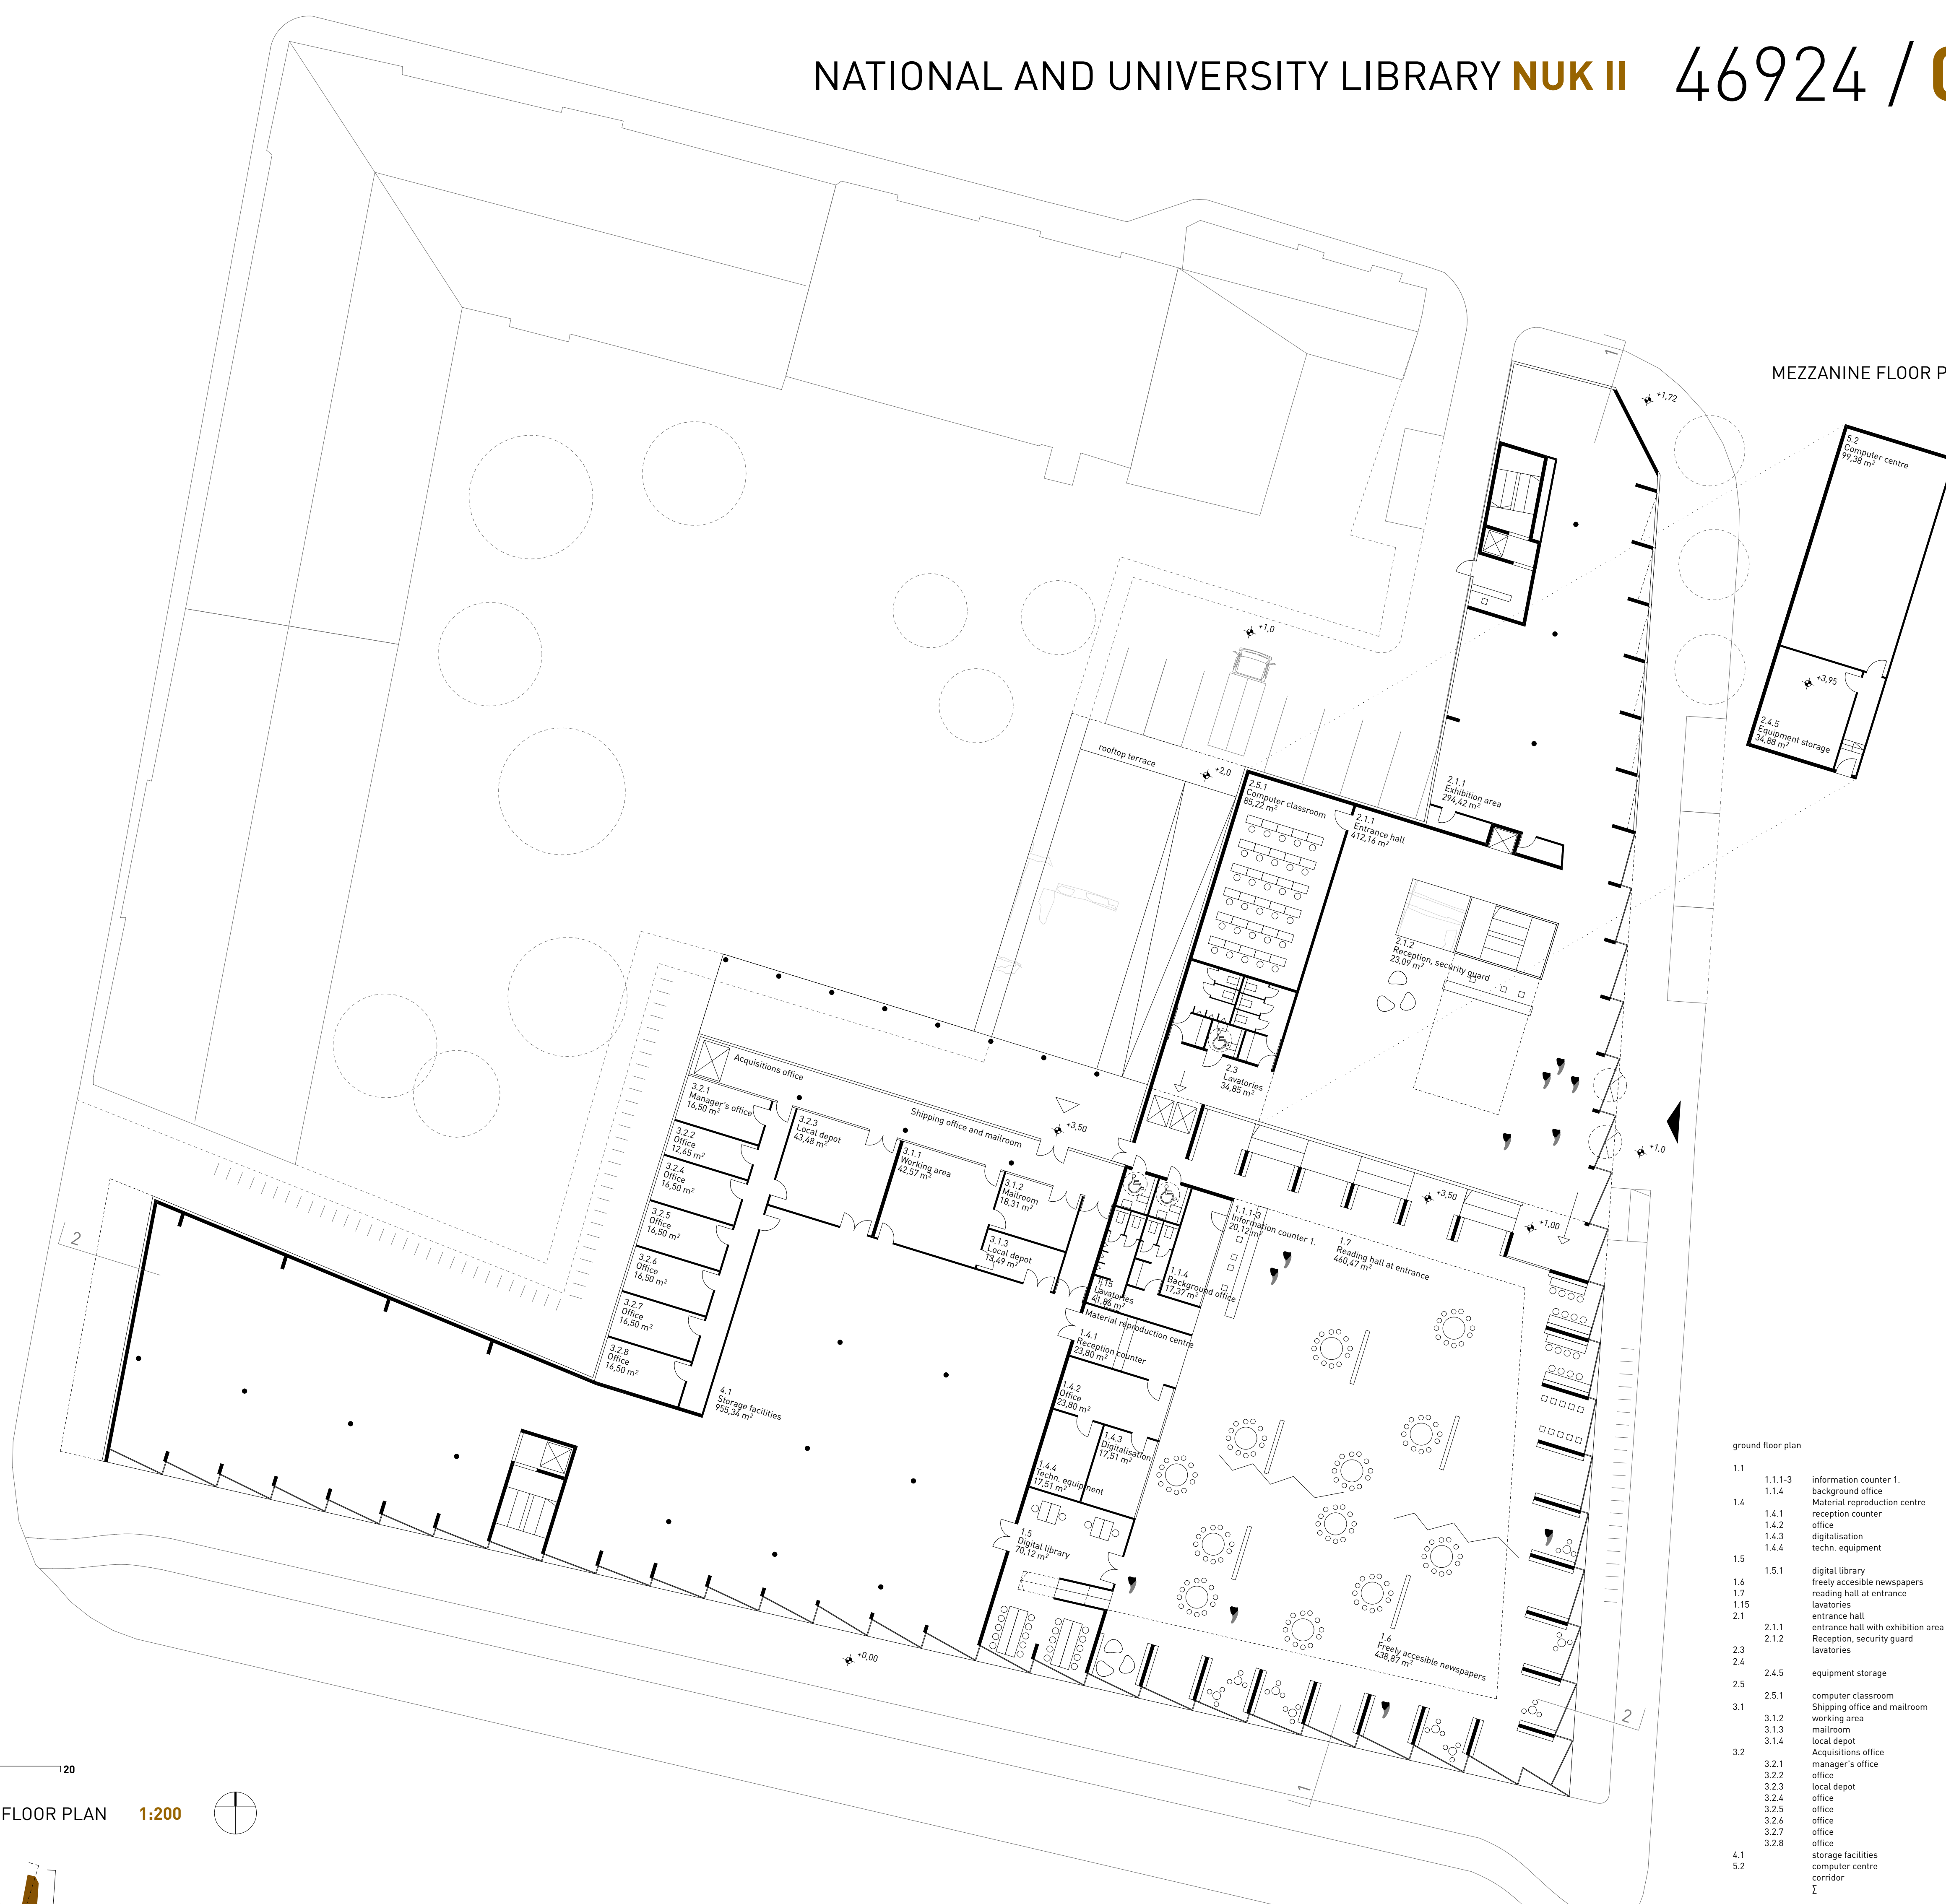 NATIONAL AND UNIVERSITY LIBRARY NUK II 46924 /
MEZZANINE FLOOR P
1
+1,72
5.2
Computer centre
99,38 m²
+3,95
2.4.5
Equipment storage
34,88 m²
+1,0
rooftop terrace
+2,0
2.5.1
Computer classroom
85,22 m²
2.1.1
Entrance hall
412,16 m²
2.1.1
Exhibition area
294,42 m²
2.1.2
Reception, security guard
23,09 m²
2.3
Lavatories
34,85 m²
+3,50
+1,0
+3,50
+1,00
Acquisitions office
Shipping office and mailroom
3.2.1
Manager's office
16,50 m²
3.2.2
Office
12,65 m²
3.2.3
Local depot
43,48 m²
3.2.4
Office
16,50 m²
3.2.5
Office
16,50 m²
3.2.6
Office
16,50 m²
3.2.7
Office
16,50 m²
3.2.8
Office
16,50 m²
3.1.1
Working area
42,57 m²
3.1.2
Mailroom
18,31 m²
3.1.3
Local depot
13,49 m²
1.1.1-3
Information counter 1.
20,12 m²
1.7
Reading hall at entrance
460,47 m²
1.1.4
Background office
17,37 m²
1.15
Lavatories
41,86 m²
Material reproduction centre
1.4.1
Reception counter
23,80 m²
1.4.2
Office
23,80 m²
1.4.3
Digitalisation
17,51 m²
1.4.4
Techn. equipment
17,51 m²
1.5
Digital library
70,12 m²
4.1
Storage facilities
955,34 m²
1.6
Freely accesible newspapers
438,87 m²
2
2
1
+0,00
20
FLOOR PLAN 1:200
ground floor plan
1.1
1.1.1-3 information counter 1.
1.1.4 background office
1.4 Material reproduction centre
1.4.1 reception counter
1.4.2 office
1.4.3 digitalisation
1.4.4 techn. equipment
1.5
1.5.1 digital library
1.6 freely accesible newspapers
1.7 reading hall at entrance
1.15 lavatories
2.1 entrance hall
2.1.1 entrance hall with exhibition area
2.1.2 Reception, security guard
2.3 lavatories
2.4
2.4.5 equipment storage
2.5
2.5.1 computer classroom
3.1 Shipping office and mailroom
3.1.2 working area
3.1.3 mailroom
3.1.4 local depot
3.2 Acquisitions office
3.2.1 manager's office
3.2.2 office
3.2.3 local depot
3.2.4 office
3.2.5 office
3.2.6 office
3.2.7 office
3.2.8 office
4.1 storage facilities
5.2 computer centre
corridor
∑